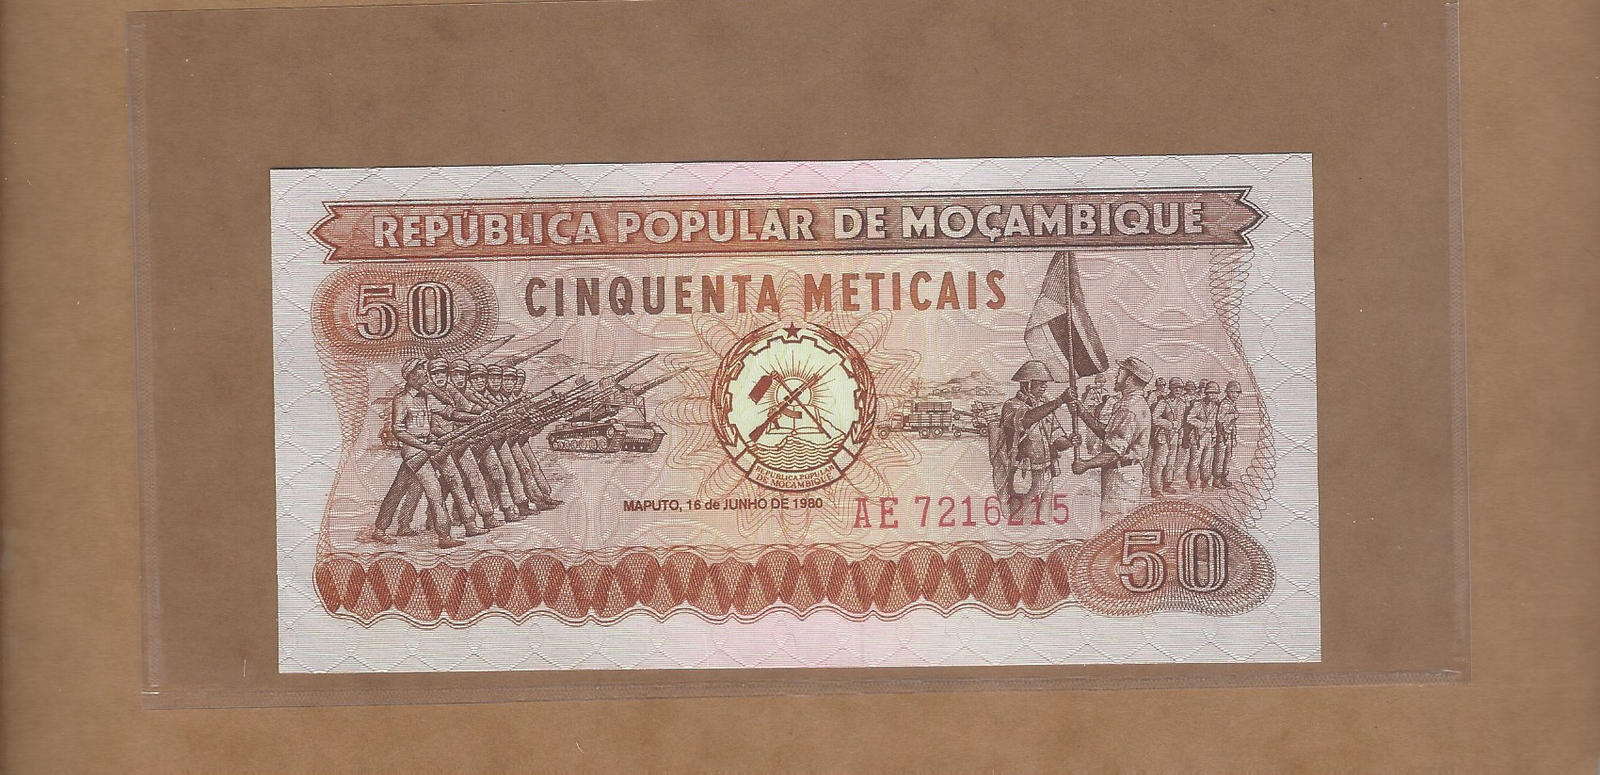 REPÚBLICA POPULAR DE MOÇAMBIQUE
50
CINQUENTA METICAIS
REPÚBLICA POPULAR
DE MOÇAMBIQUE
MAPUTO, 16 de JUNHO DE 1980
AE 7216215
50